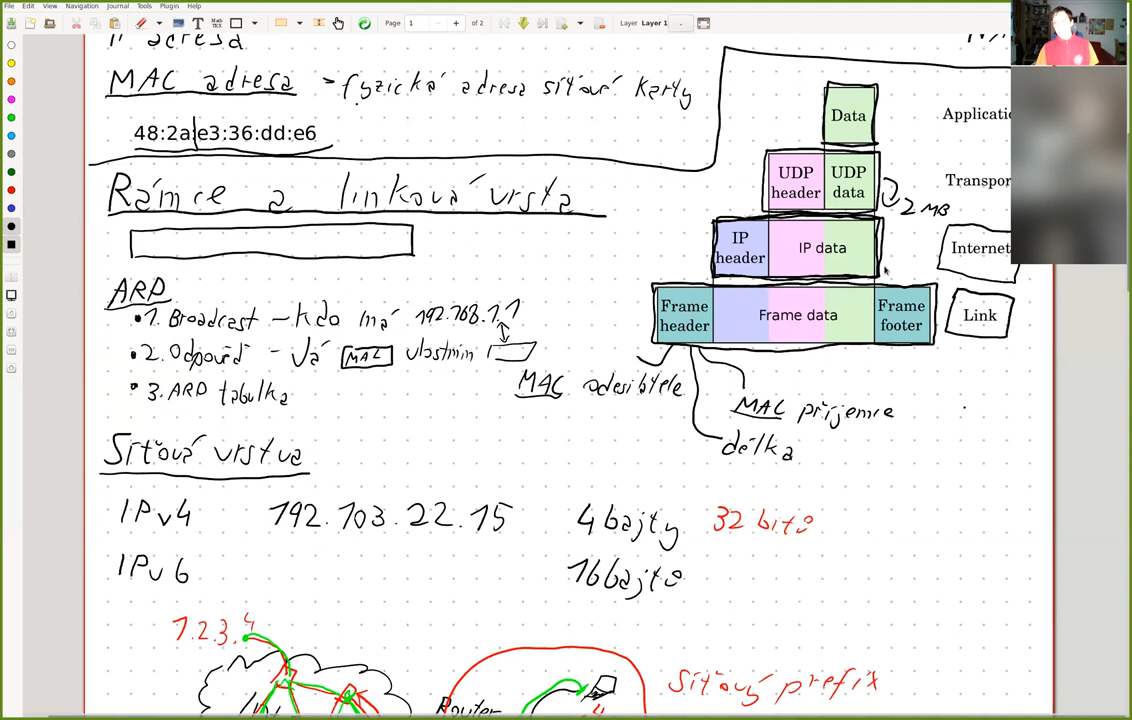 File Edit View Navigation Journal Tools Plugin Help
Page 1 of 2 Layer Layer 1
IP adresa
MAC adresa - fyzická adresa síťové karty
48:2a:e3:36:dd:e6
Rámce a linková vrstva
ARP
1. Broadcast - Kdo má 192.168.1.1
2. Odpověď - Já MAC vlastním
3. ARP tabulka
Data
Applicatio
UDP header UDP data
Transpor
2 MB
IP header IP data
Internet
Frame header Frame data Frame footer
Link
MAC odesílatele
MAC příjemce
délka
Síťová vrstva
IPv4 192.103.22.15 4 bajty 32 bitů
IPv6 16 bajtů
1.2.3.4
Router
Síťový prefix